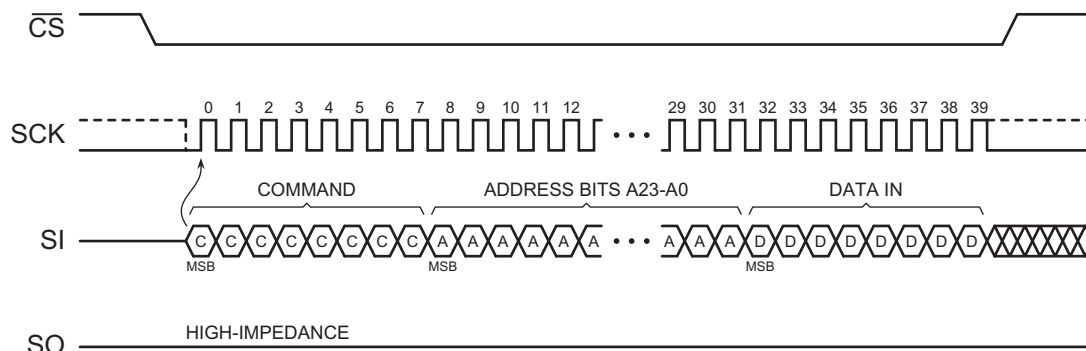 CS
0 1 2 3 4 5 6 7 8 9 10 11 12 29 30 31 32 33 34 35 36 37 38 39
SCK
COMMAND ADDRESS BITS A23-A0 DATA IN
SI C C C C C C C C A A A A A A A A A D D D D D D D D
MSB MSB MSB
HIGH-IMPEDANCE
SO